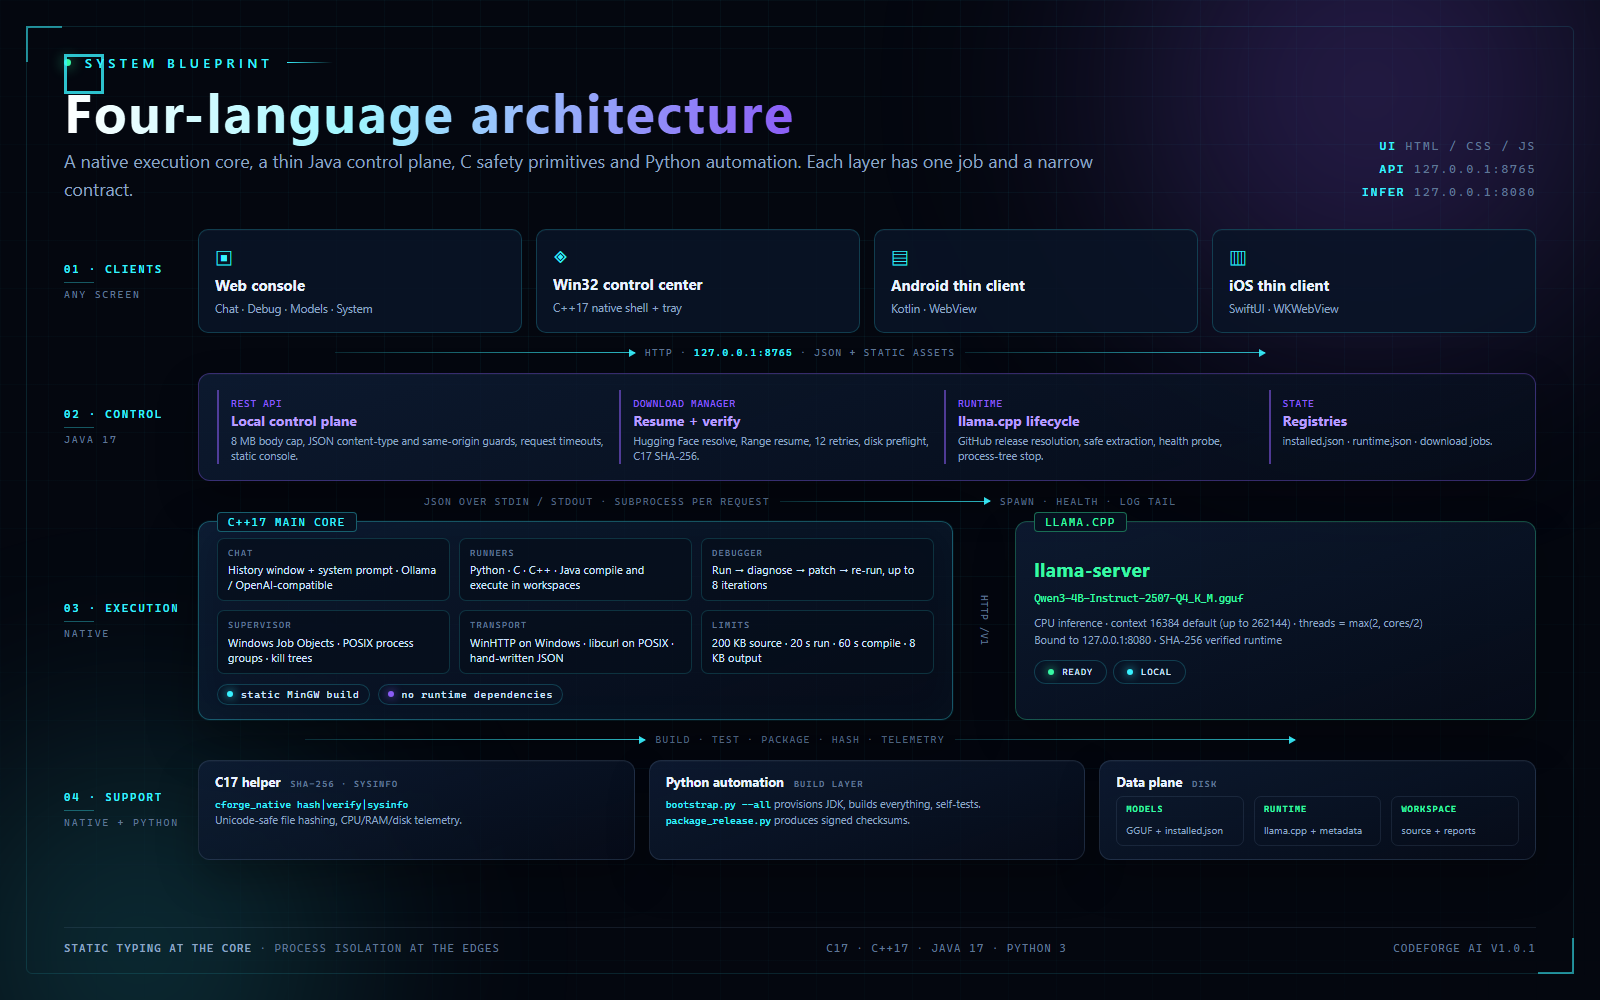 SYSTEM BLUEPRINT
Four-language architecture
A native execution core, a thin Java control plane, C safety primitives and Python automation. Each layer has one job and a narrow
contract.
UI HTML / CSS / JS
API 127.0.0.1:8765
INFER 127.0.0.1:8080
01 · CLIENTS
ANY SCREEN
Web console
Chat · Debug · Models · System
Win32 control center
C++17 native shell + tray
Android thin client
Kotlin · WebView
iOS thin client
SwiftUI · WKWebView
HTTP · 127.0.0.1:8765 · JSON + STATIC ASSETS
02 · CONTROL
JAVA 17
REST API
Local control plane
8 MB body cap, JSON content-type and same-origin guards, request timeouts,
static console.
DOWNLOAD MANAGER
Resume + verify
Hugging Face resolve, Range resume, 12 retries, disk preflight,
C17 SHA-256.
RUNTIME
llama.cpp lifecycle
GitHub release resolution, safe extraction, health probe,
process-tree stop.
STATE
Registries
installed.json · runtime.json · download jobs.
JSON OVER STDIN / STDOUT · SUBPROCESS PER REQUEST
SPAWN · HEALTH · LOG TAIL
03 · EXECUTION
NATIVE
C++17 MAIN CORE
CHAT
History window + system prompt · Ollama
/ OpenAI-compatible
RUNNERS
Python · C · C++ · Java compile and
execute in workspaces
DEBUGGER
Run → diagnose → patch → re-run, up to
8 iterations
SUPERVISOR
Windows Job Objects · POSIX process
groups · kill trees
TRANSPORT
WinHTTP on Windows · libcurl on POSIX ·
hand-written JSON
LIMITS
200 KB source · 20 s run · 60 s compile · 8
KB output
static MinGW build
no runtime dependencies
HTTP /V1
LLAMA.CPP
llama-server
Qwen3-4B-Instruct-2507-Q4_K_M.gguf
CPU inference · context 16384 default (up to 262144) · threads = max(2, cores/2)
Bound to 127.0.0.1:8080 · SHA-256 verified runtime
READY
LOCAL
BUILD · TEST · PACKAGE · HASH · TELEMETRY
04 · SUPPORT
NATIVE + PYTHON
C17 helper SHA-256 · SYSINFO
cforge_native hash|verify|sysinfo
Unicode-safe file hashing, CPU/RAM/disk telemetry.
Python automation BUILD LAYER
bootstrap.py --all provisions JDK, builds everything, self-tests.
package_release.py produces signed checksums.
Data plane DISK
MODELS
GGUF + installed.json
RUNTIME
llama.cpp + metadata
WORKSPACE
source + reports
STATIC TYPING AT THE CORE · PROCESS ISOLATION AT THE EDGES
C17 · C++17 · JAVA 17 · PYTHON 3
CODEFORGE AI V1.0.1